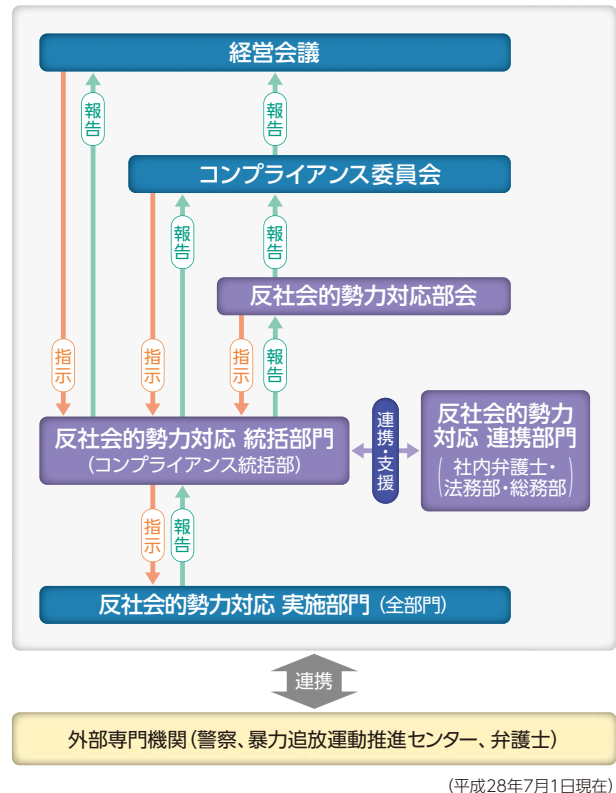 経営会議
報告
報告
コンプライアンス委員会
報告
報告
反社会的勢力対応部会
指示
指示
指示
報告
反社会的勢力対応 統括部門
(コンプライアンス統括部)
連携・支援
反社会的勢力
対応 連携部門
(社内弁護士・
法務部・総務部)
指示
報告
反社会的勢力対応 実施部門 (全部門)
連携
外部専門機関(警察、暴力追放運動推進センター、弁護士)
(平成28年7月1日現在)